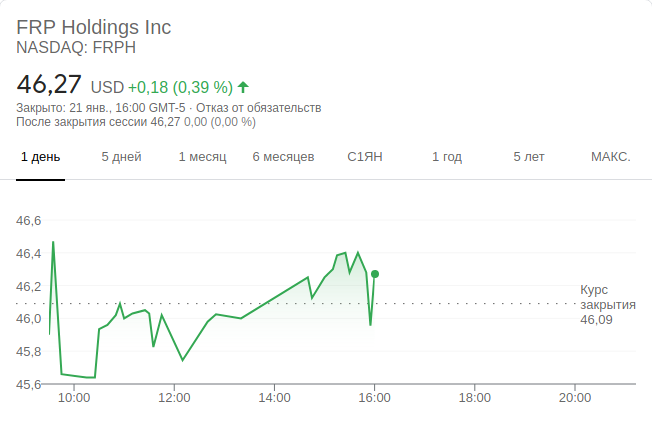 FRP Holdings Inc
NASDAQ: FRPH
46,27 USD +0,18 (0,39 %)
Закрыто: 21 янв., 16:00 GMT-5 · Отказ от обязательств
После закрытия сессии 46,27 0,00 (0,00 %)
1 день 5 дней 1 месяц 6 месяцев С1ЯН 1 год 5 лет МАКС.
46,6
46,4
46,2
46,0
45,8
45,6
Курс
закрытия
46,09
10:00 12:00 14:00 16:00 18:00 20:00